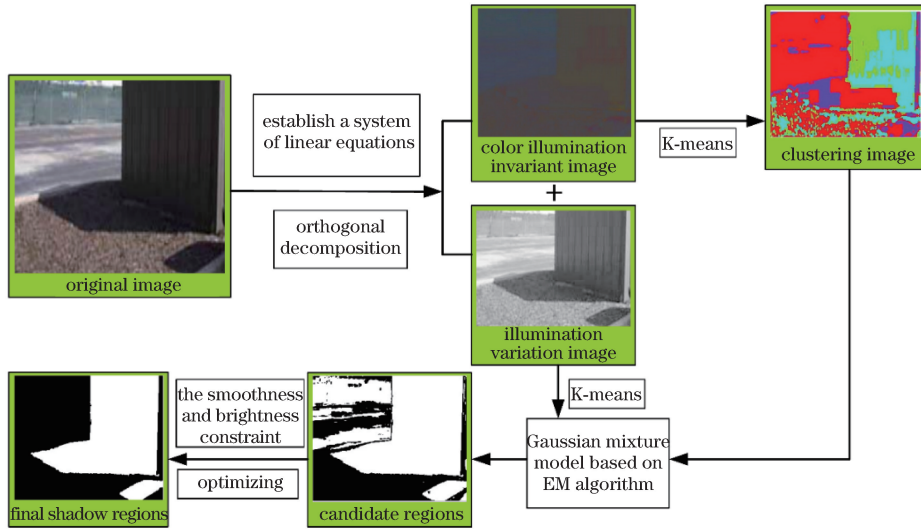 establish a system
of linear equations
orthogonal
decomposition
original image
color illumination
invariant image
+
illumination
variation image
K-means
clustering image
K-means
Gaussian mixture
model based on
EM algorithm
candidate regions
the smoothness
and brightness
constraint
optimizing
final shadow regions